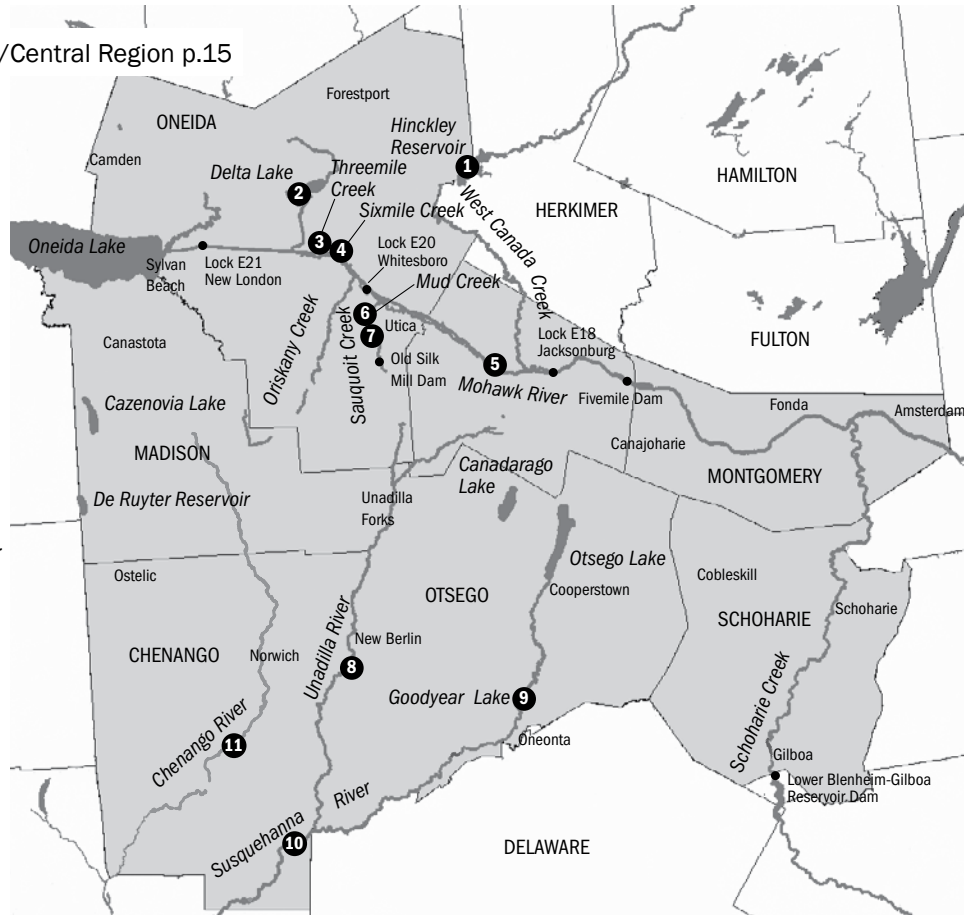 /Central Region p.15
Forestport
ONEIDA
Hinckley
Reservoir
1
Camden
Delta Lake
2
Threemile
Creek
HAMILTON
Sixmile Creek
West Canada Creek
HERKIMER
3
4
Oneida Lake
Lock E20
Whitesboro
Sylvan
Beach
Lock E21
New London
Mud Creek
Oriskany Creek
Sauquoit Creek
6
Utica
7
Lock E18
Jacksonburg
FULTON
Canastota
Old Silk
Mill Dam
5
Mohawk River
Fivemile Dam
Cazenovia Lake
Fonda
Amsterdam
MADISON
Canajoharie
Canadarago
Lake
MONTGOMERY
De Ruyter Reservoir
Unadilla
Forks
Otsego Lake
Ostelic
Cooperstown
Cobleskill
OTSEGO
SCHOHARIE
Schoharie
CHENANGO
Norwich
Unadilla River
New Berlin
8
Goodyear Lake
9
Schoharie Creek
Chenango River
11
Oneonta
Gilboa
Lower Blenheim-Gilboa
Reservoir Dam
Susquehanna River
10
DELAWARE